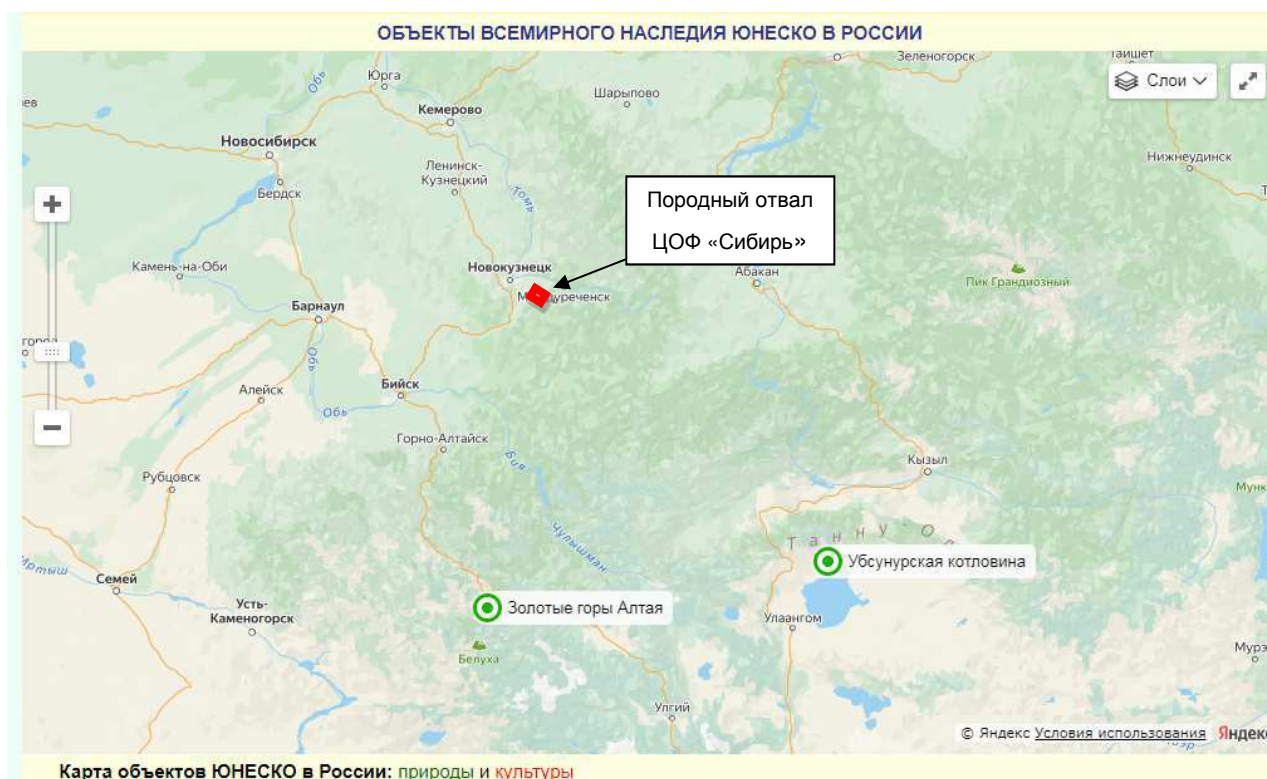 ОБЪЕКТЫ ВСЕМИРНОГО НАСЛЕДИЯ ЮНЕСКО В РОССИИ
Зеленогорск
Тайшет
Обь
Юрга
Слои
Шарыпово
Кемерово
Новосибирск
Нижнеудинск
Ленинск-
Кузнецкий
Бердск
Томь
Породный отвал
ЦОФ «Сибирь»
Камень-на-Оби
Новокузнецк
Абакан
Пик Грандиозный
Барнаул
Обь
Алейск
Бийск
Обь
Горно-Алтайск
Бия
Кызыл
Рубцовск
Чулышман
Убсунурская котловина
Иртыш
Семей
Усть-
Каменогорск
Золотые горы Алтая
Улаангом
Белуха
Улгий
© Яндекс Условия использования
Карта объектов ЮНЕСКО в России: природы и культуры